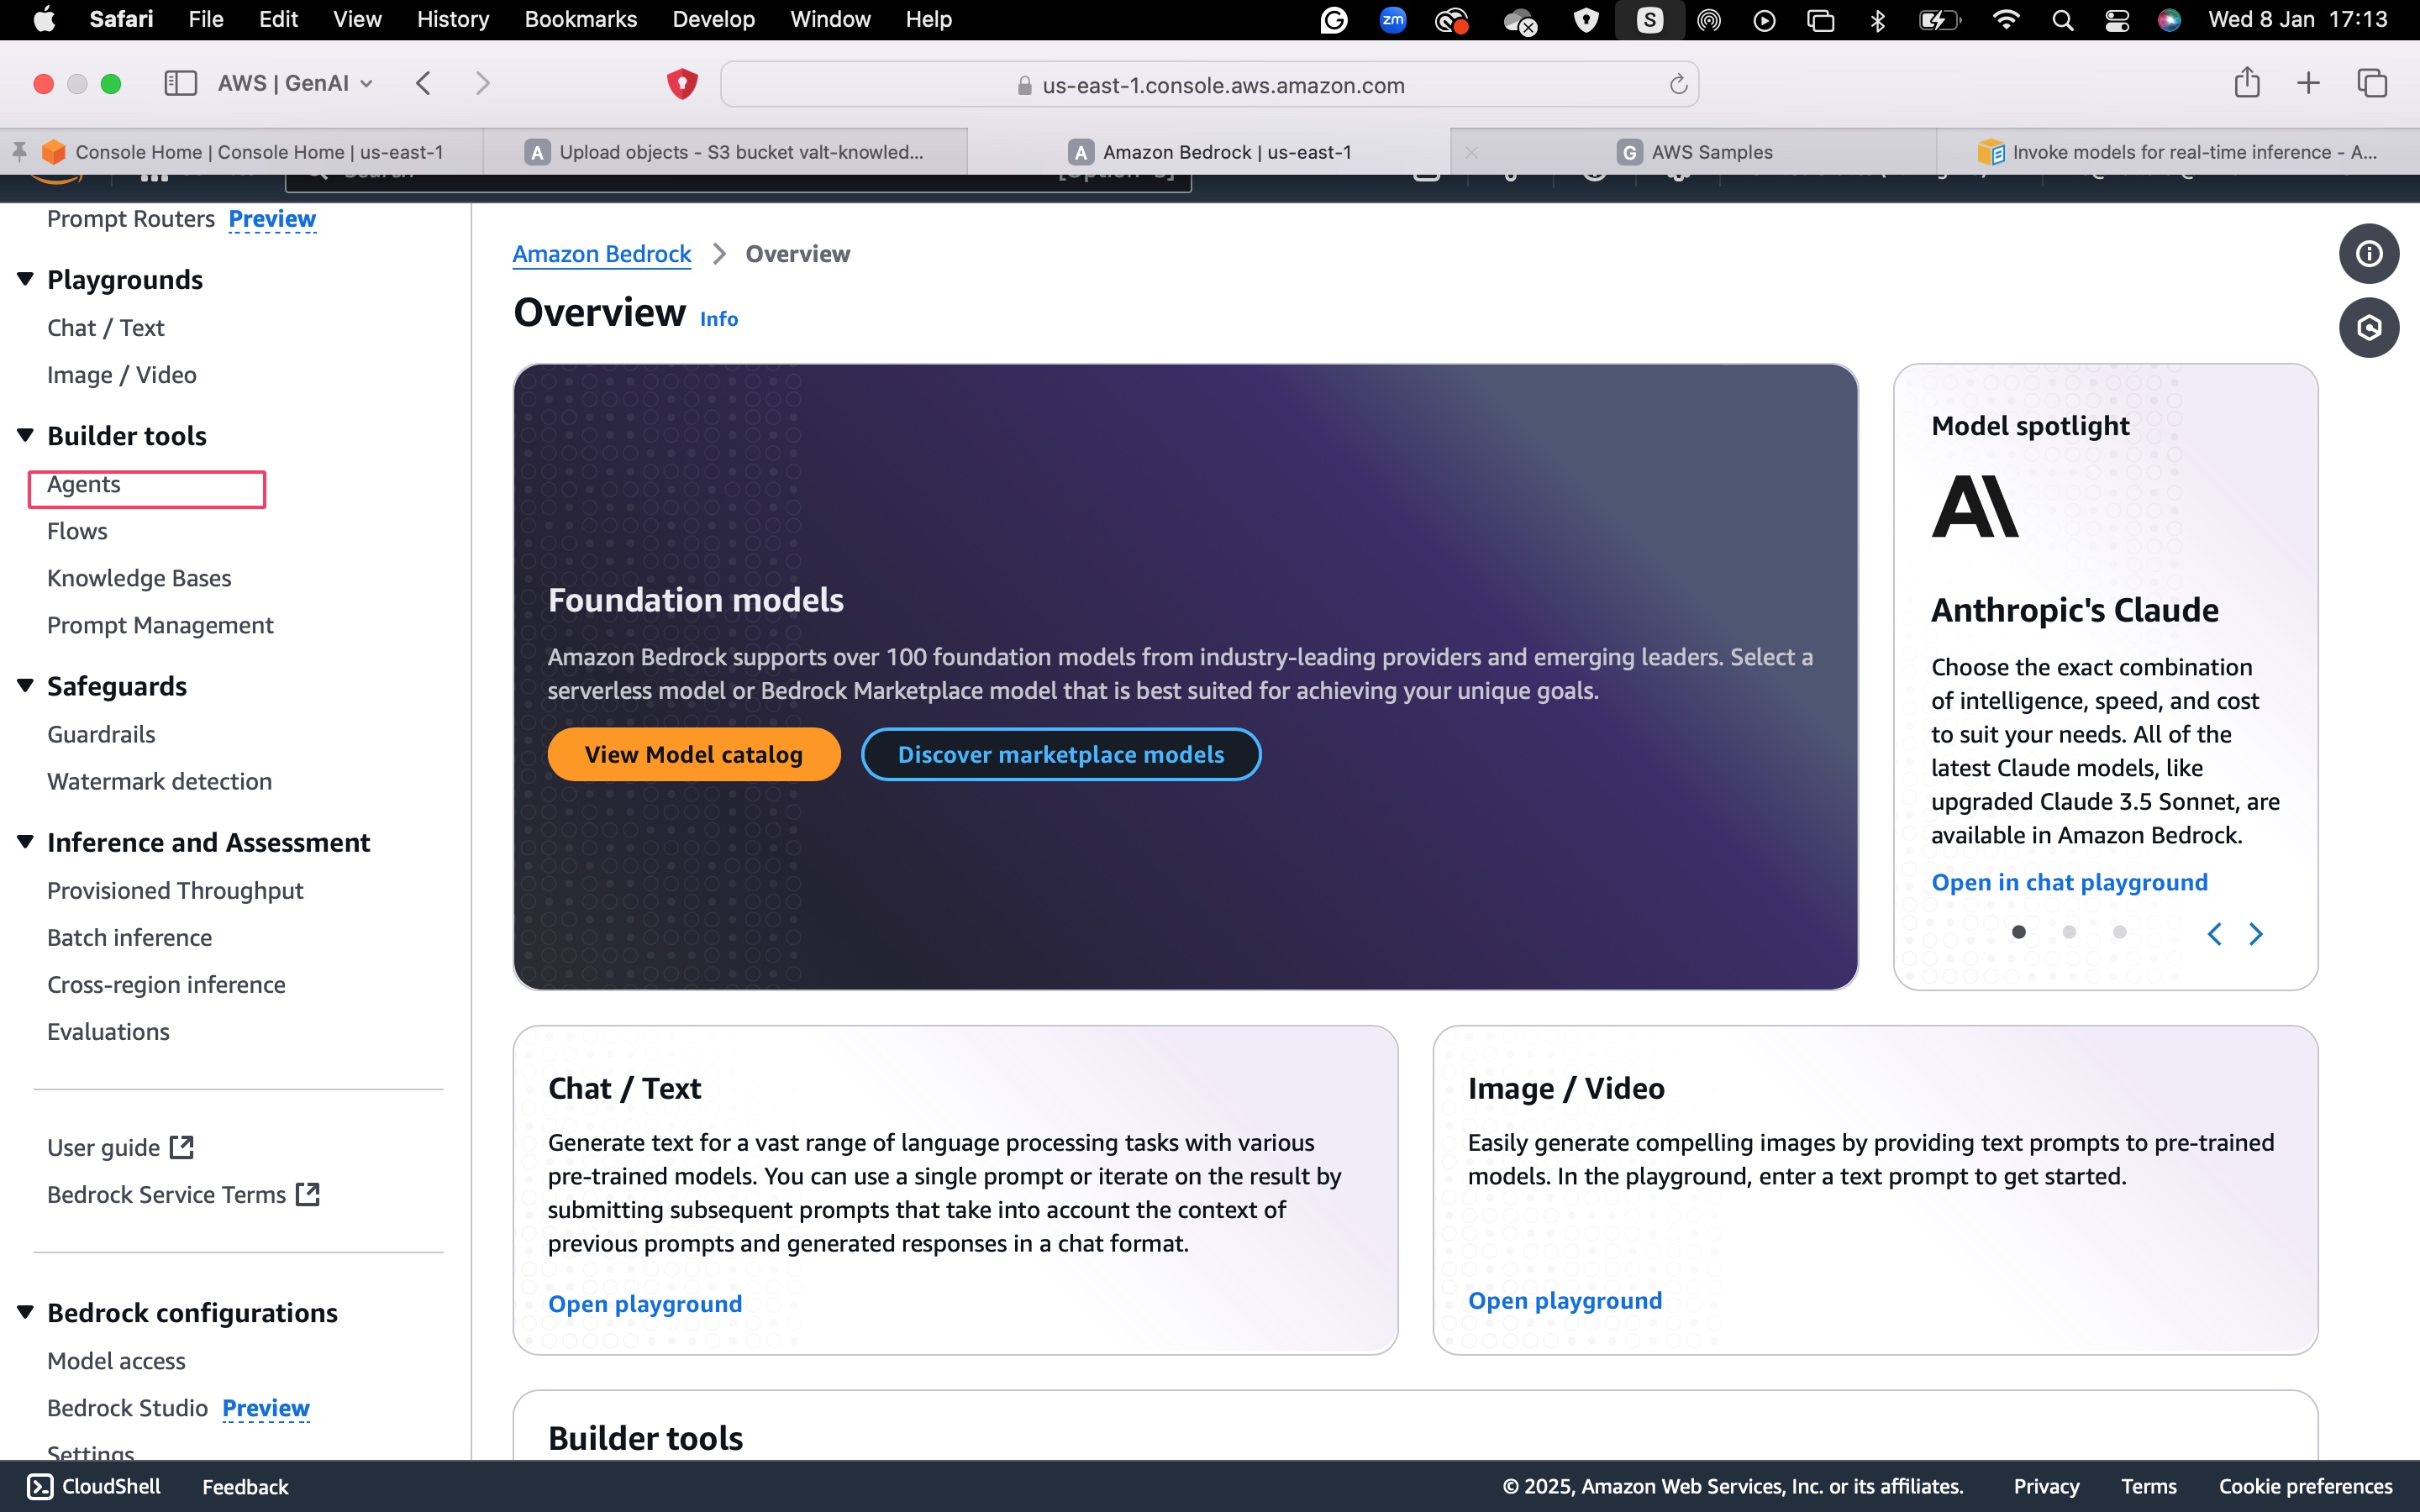 Safari File Edit View History Bookmarks Develop Window Help
zm
S
Wed 8 Jan 17:13
AWS | GenAI
us-east-1.console.aws.amazon.com
Console Home | Console Home | us-east-1
A Upload objects - S3 bucket valt-knowled...
A Amazon Bedrock | us-east-1
G AWS Samples
Invoke models for real-time inference - A...
Prompt Routers Preview
Playgrounds
Chat / Text
Image / Video
Builder tools
Agents
Flows
Knowledge Bases
Prompt Management
Safeguards
Guardrails
Watermark detection
Inference and Assessment
Provisioned Throughput
Batch inference
Cross-region inference
Evaluations
User guide
Bedrock Service Terms
Bedrock configurations
Model access
Bedrock Studio Preview
Settings
Amazon Bedrock > Overview
Overview Info
Foundation models
Amazon Bedrock supports over 100 foundation models from industry-leading providers and emerging leaders. Select a
serverless model or Bedrock Marketplace model that is best suited for achieving your unique goals.
View Model catalog
Discover marketplace models
Model spotlight
Anthropic's Claude
Choose the exact combination
of intelligence, speed, and cost
to suit your needs. All of the
latest Claude models, like
upgraded Claude 3.5 Sonnet, are
available in Amazon Bedrock.
Open in chat playground
Chat / Text
Generate text for a vast range of language processing tasks with various
pre-trained models. You can use a single prompt or iterate on the result by
submitting subsequent prompts that take into account the context of
previous prompts and generated responses in a chat format.
Open playground
Image / Video
Easily generate compelling images by providing text prompts to pre-trained
models. In the playground, enter a text prompt to get started.
Open playground
Builder tools
CloudShell Feedback
© 2025, Amazon Web Services, Inc. or its affiliates. Privacy Terms Cookie preferences